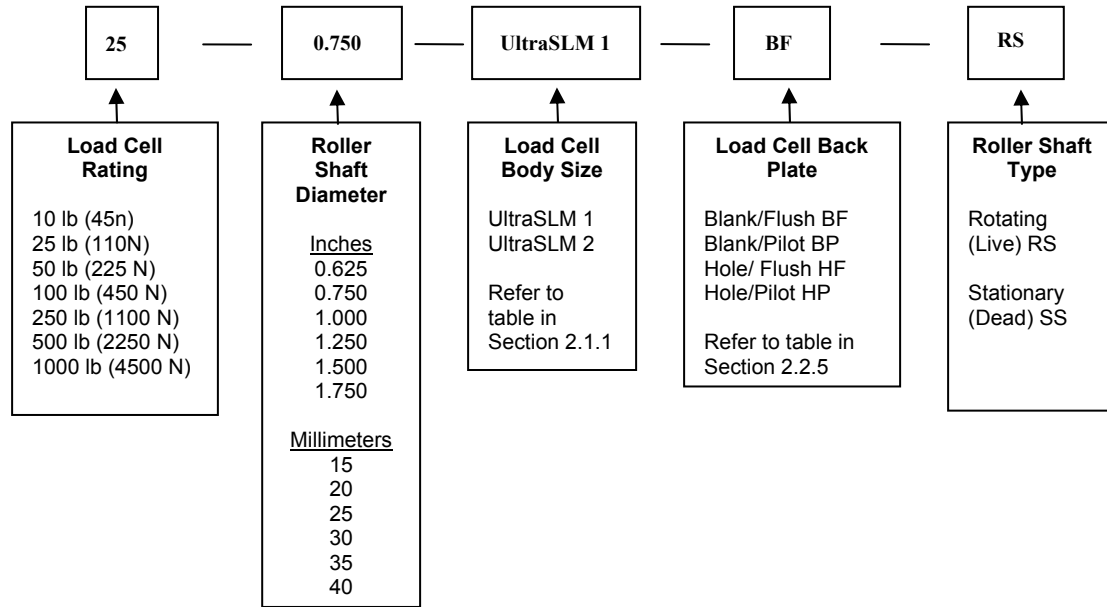 25 — 0.750 — UltraSLM 1 — BF — RS
Load Cell
Rating
10 lb (45n)
25 lb (110N)
50 lb (225 N)
100 lb (450 N)
250 lb (1100 N)
500 lb (2250 N)
1000 lb (4500 N)
Roller
Shaft
Diameter
Inches
0.625
0.750
1.000
1.250
1.500
1.750
Millimeters
15
20
25
30
35
40
Load Cell
Body Size
UltraSLM 1
UltraSLM 2
Refer to
table in
Section 2.1.1
Load Cell Back
Plate
Blank/Flush BF
Blank/Pilot BP
Hole/ Flush HF
Hole/Pilot HP
Refer to table in
Section 2.2.5
Roller Shaft
Type
Rotating
(Live) RS
Stationary
(Dead) SS